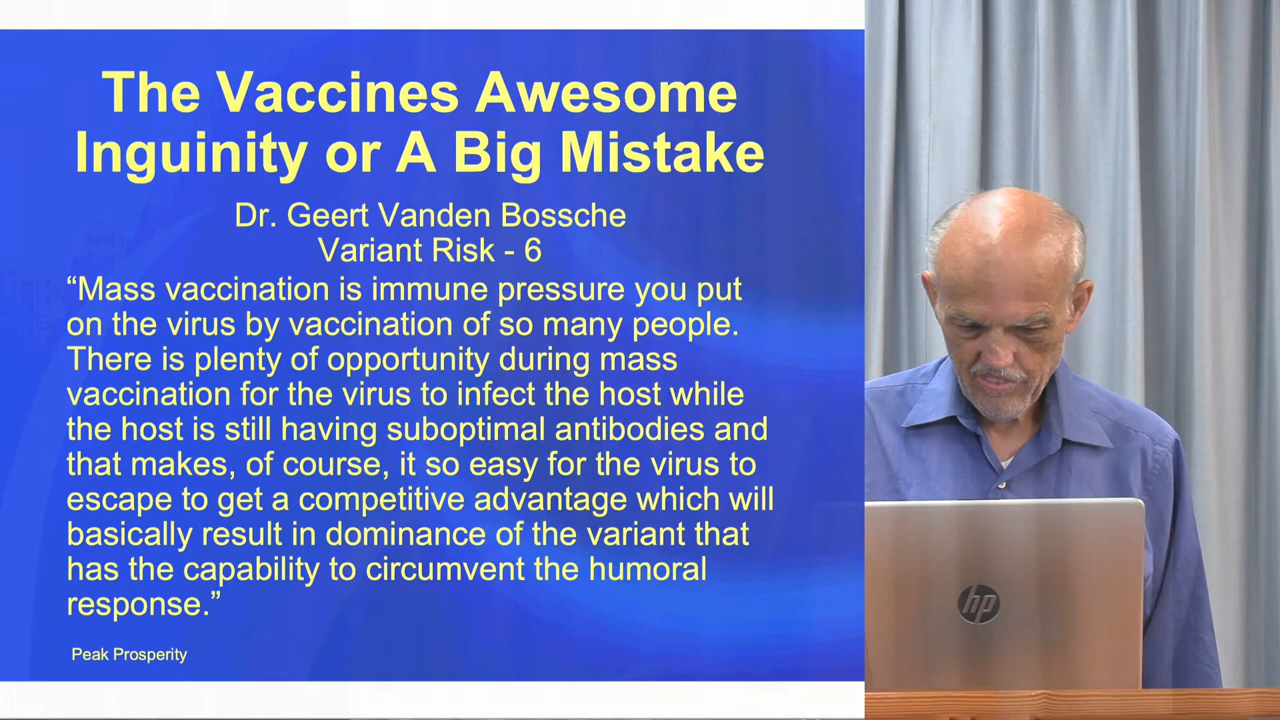 The Vaccines Awesome
Inguinity or A Big Mistake
Dr. Geert Vanden Bossche
Variant Risk - 6
“Mass vaccination is immune pressure you put
on the virus by vaccination of so many people.
There is plenty of opportunity during mass
vaccination for the virus to infect the host while
the host is still having suboptimal antibodies and
that makes, of course, it so easy for the virus to
escape to get a competitive advantage which will
basically result in dominance of the variant that
has the capability to circumvent the humoral
response.”
Peak Prosperity
hp